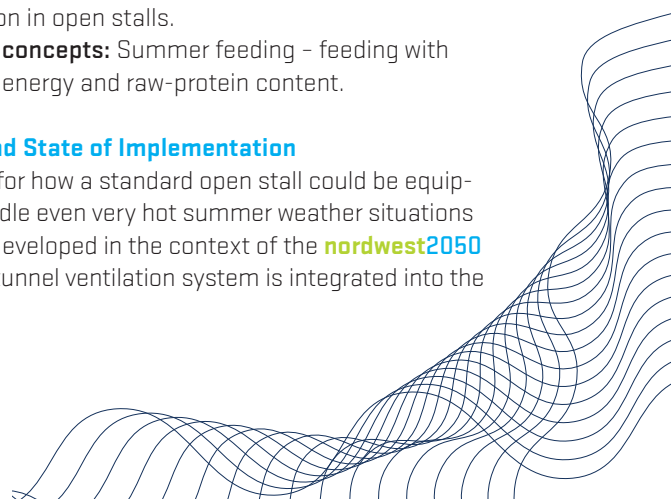 on in open stalls.
concepts: Summer feeding – feeding with
energy and raw-protein content.
d State of Implementation
for how a standard open stall could be equip-
dle even very hot summer weather situations
eveloped in the context of the nordwest2050
unnel ventilation system is integrated into the